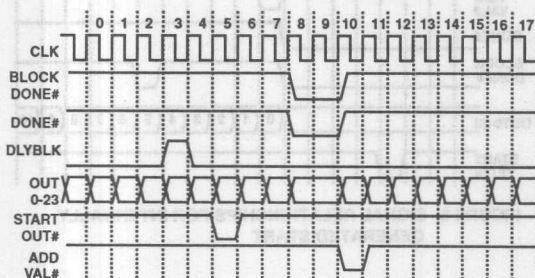 0 1 2 3 4 5 6 7 8 9 10 11 12 13 14 15 16 17
CLK
BLOCK
DONE#
DONE#
DLYBLK
OUT
0-23
START
OUT#
ADD
VAL#